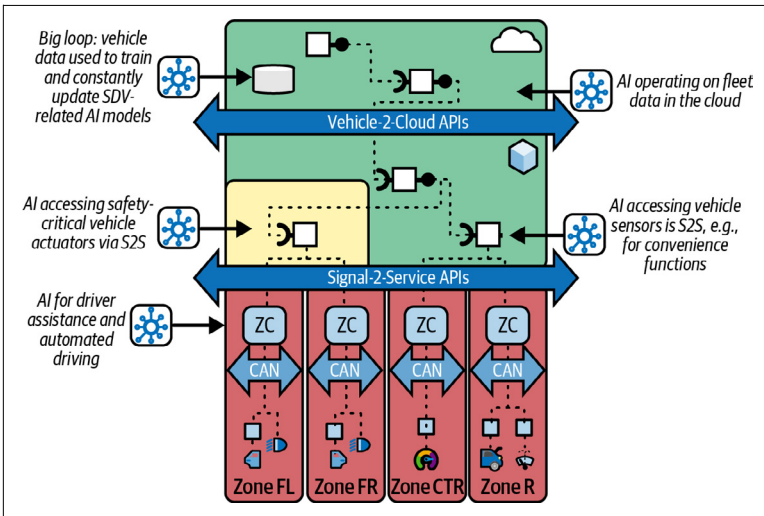 Big loop: vehicle
data used to train
and constantly
update SDV-
related AI models
AI operating on fleet
data in the cloud
Vehicle-2-Cloud APIs
AI accessing safety-
critical vehicle
actuators via S2S
AI accessing vehicle
sensors is S2S, e.g.,
for convenience
functions
Signal-2-Service APIs
AI for driver
assistance and
automated
driving
ZC ZC ZC ZC
CAN CAN CAN CAN
Zone FL Zone FR Zone CTR Zone R